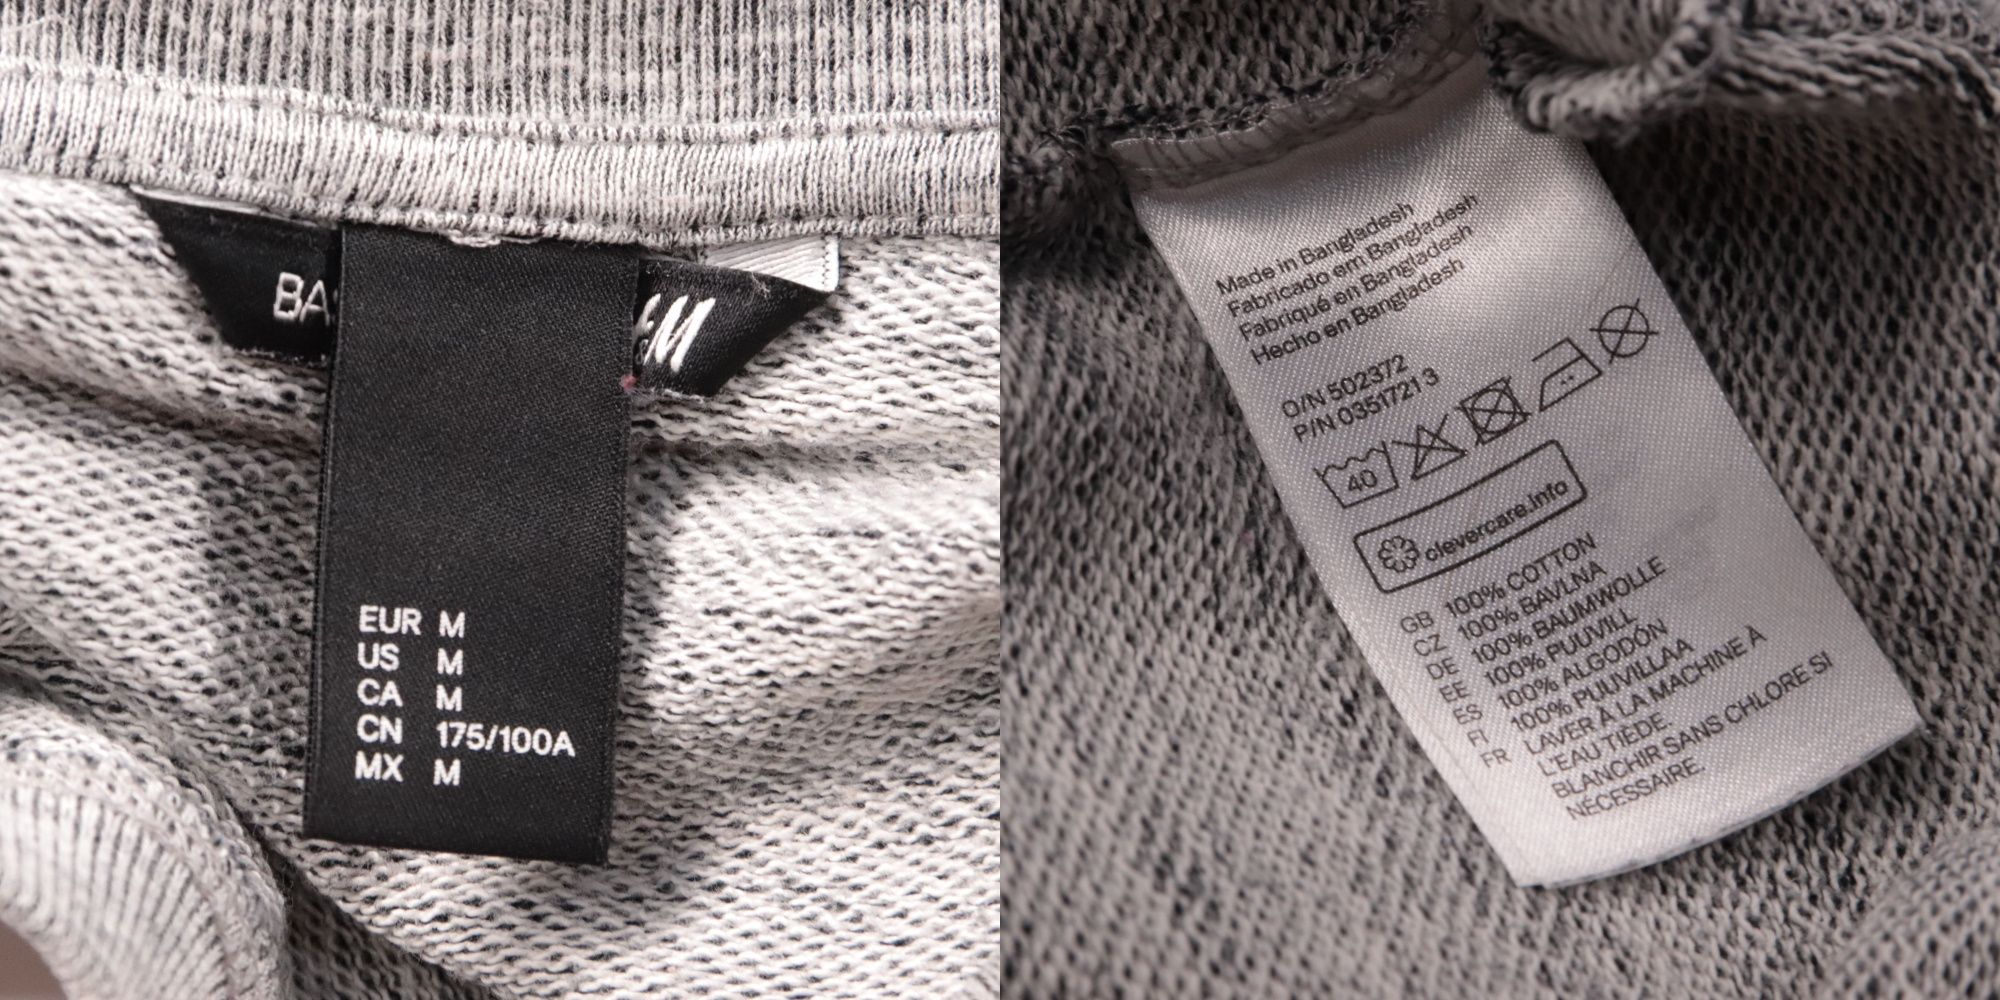 BA
&M
EUR M
US M
CA M
CN 175/100A
MX M
Made in Bangladesh
Fabricado em Bangladesh
Fabriqué en Bangladesh
Hecho en Bangladesh
O/N 502372
P/N 0351721 3
40
clevercare.info
GB 100% COTTON
CZ 100% BAVLNA
DE 100% BAUMWOLLE
EE 100% PUUVILL
ES 100% ALGODÓN
FI 100% PUUVILLAA
FR LAVER À LA MACHINE À
L'EAU TIEDE.
BLANCHIR SANS CHLORE SI
NÉCESSAIRE.